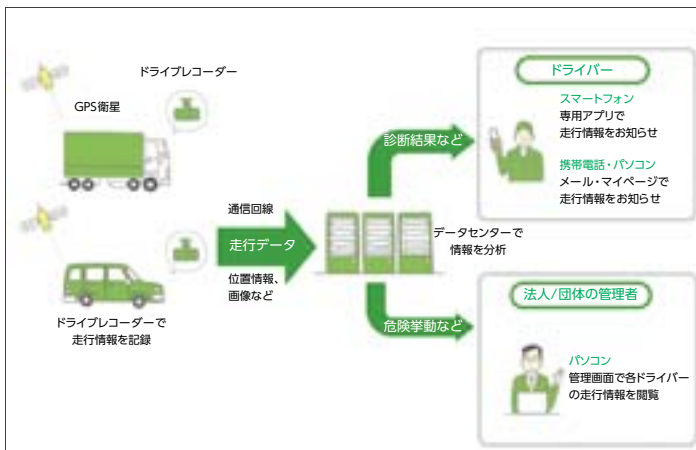 ドライブレコーダー
GPS衛星
ドライブレコーダーで
走行情報を記録
通信回線
走行データ
位置情報、
画像など
データセンターで
情報を分析
診断結果など
危険挙動など
ドライバー
スマートフォン
専用アプリで
走行情報をお知らせ
携帯電話・パソコン
メール・マイページで
走行情報をお知らせ
法人/団体の管理者
パソコン
管理画面で各ドライバー
の走行情報を閲覧